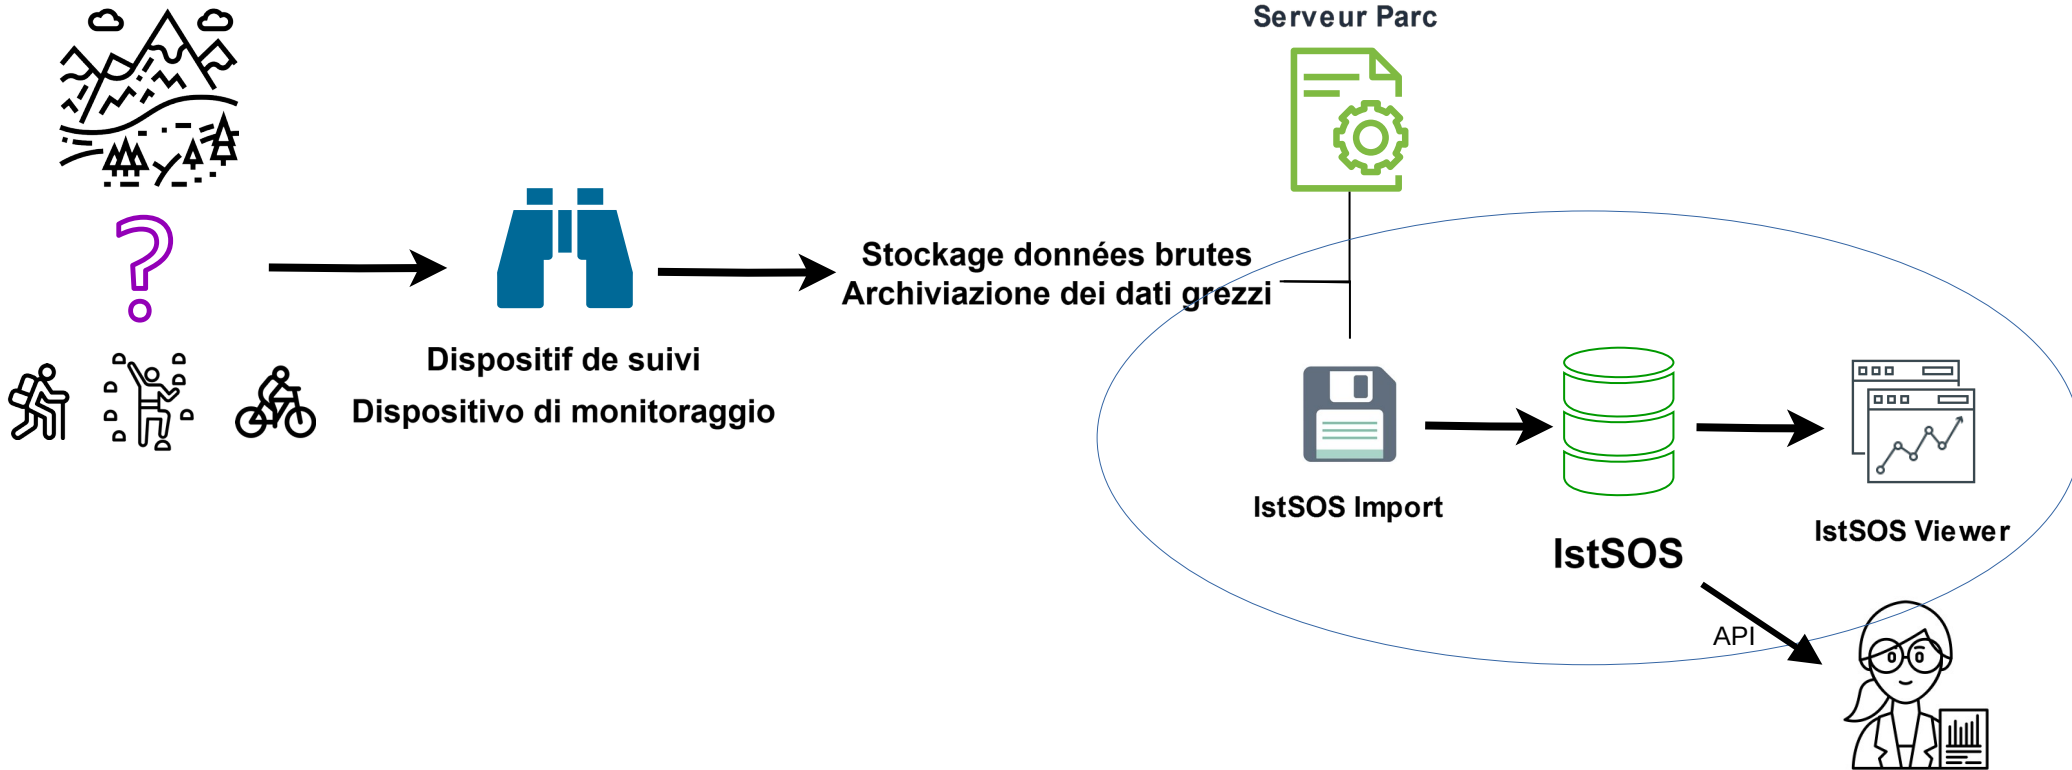 Serveur Parc
Stockage données brutes
Archiviazione dei dati grezzi
Dispositif de suivi
Dispositivo di monitoraggio
IstSOS Import
IstSOS
IstSOS Viewer
API